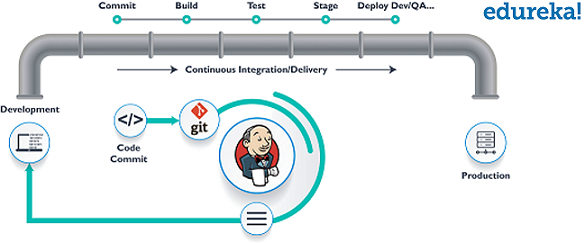 Commit Build Test Stage Deploy Dev/QA...
edureka!
Continuous Integration/Delivery
Development
</>
git
Code
Commit
Production